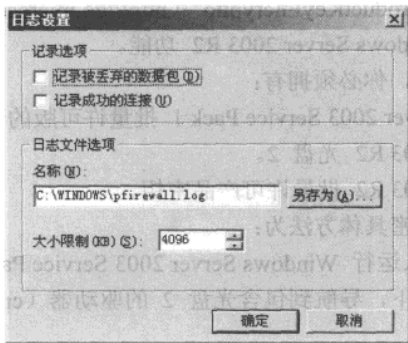 日志设置
记录选项
记录被丢弃的数据包(D)
记录成功的连接(U)
日志文件选项
名称(N):
C:\WINDOWS\pfirewall.log
另存为(A)...
大小限制(KB)(S): 4096
确定
取消